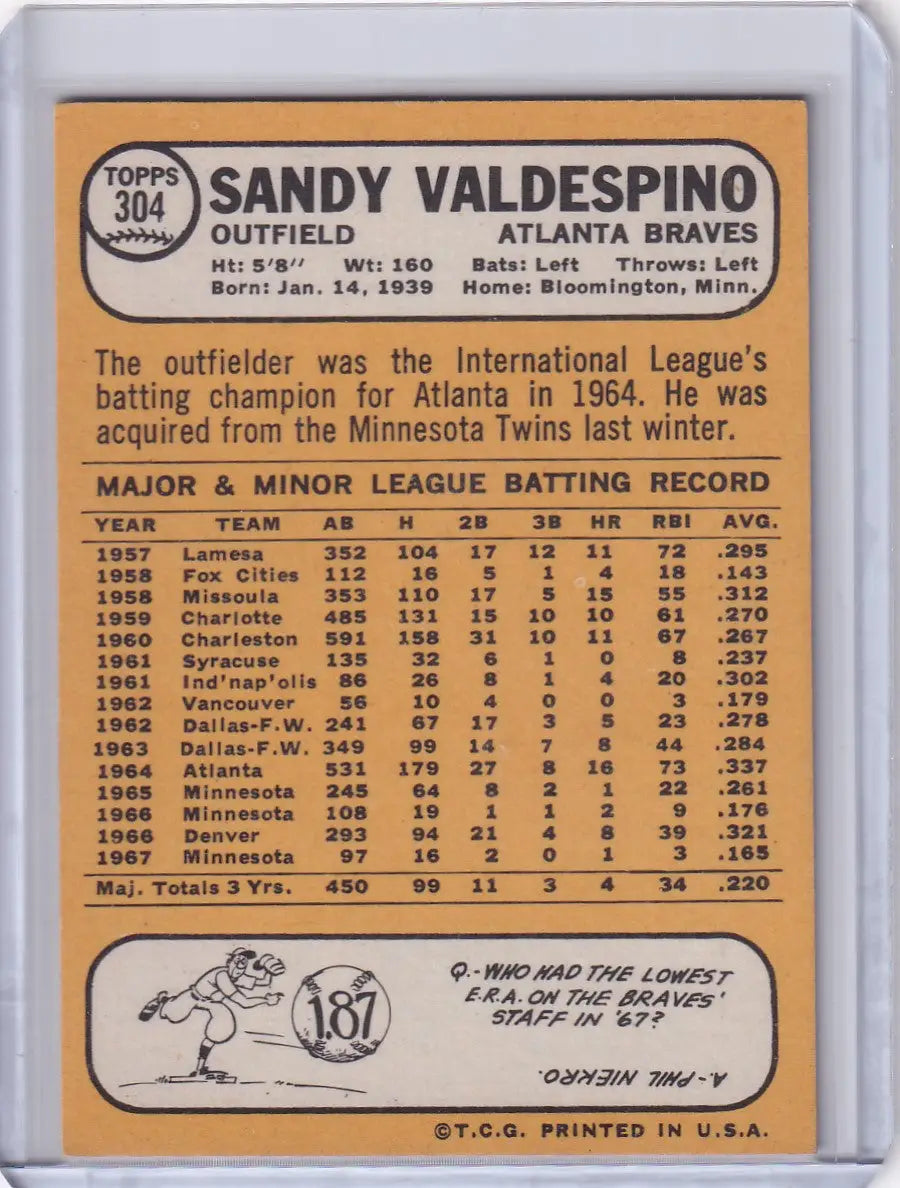 TOPPS
304
SANDY VALDESPINO
OUTFIELD ATLANTA BRAVES
Ht: 5'8" Wt: 160 Bats: Left Throws: Left
Born: Jan. 14, 1939 Home: Bloomington, Minn.
The outfielder was the International League's
batting champion for Atlanta in 1964. He was
acquired from the Minnesota Twins last winter.
MAJOR & MINOR LEAGUE BATTING RECORD
YEAR TEAM AB H 2B 3B HR RBI AVG.
1957 Lamesa 352 104 17 12 11 72 .295
1958 Fox Cities 112 16 5 1 4 18 .143
1958 Missoula 353 110 17 5 15 55 .312
1959 Charlotte 485 131 15 10 10 61 .270
1960 Charleston 591 158 31 10 11 67 .267
1961 Syracuse 135 32 6 1 0 8 .237
1961 Ind'nap'olis 86 26 8 1 4 20 .302
1962 Vancouver 56 10 4 0 0 3 .179
1962 Dallas-F.W. 241 67 17 3 5 23 .278
1963 Dallas-F.W. 349 99 14 7 8 44 .284
1964 Atlanta 531 179 27 8 16 73 .337
1965 Minnesota 245 64 8 2 1 22 .261
1966 Minnesota 108 19 1 1 2 9 .176
1966 Denver 293 94 21 4 8 39 .321
1967 Minnesota 97 16 2 0 1 3 .165
Maj. Totals 3 Yrs. 450 99 11 3 4 34 .220
1.87
Q.-WHO HAD THE LOWEST
E.R.A. ON THE BRAVES'
STAFF IN '67?
A.-PHIL NIEKRO.
©T.C.G. PRINTED IN U.S.A.